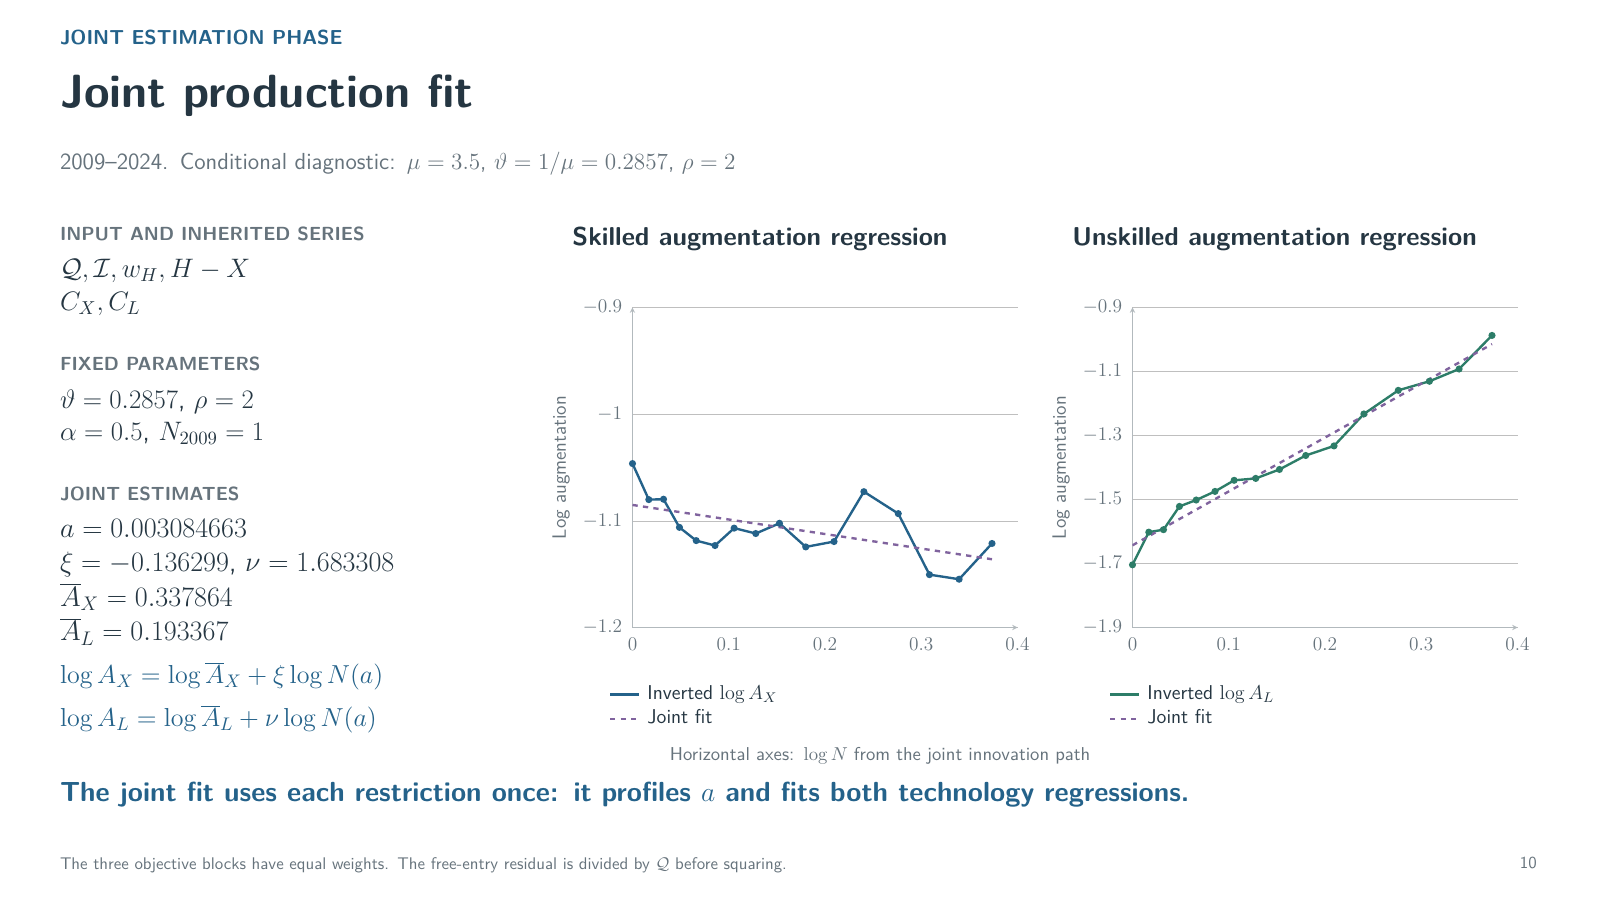 JOINT ESTIMATION PHASE
Joint production fit
2009–2024. Conditional diagnostic: μ = 3.5, ϑ = 1/μ = 0.2857, ρ = 2
INPUT AND INHERITED SERIES
𝒬, ℐ, w_H, H − X
C_X, C_L
FIXED PARAMETERS
ϑ = 0.2857, ρ = 2
α = 0.5, N_2009 = 1
JOINT ESTIMATES
a = 0.003084663
ξ = −0.136299, ν = 1.683308
A̅_X = 0.337864
A̅_L = 0.193367
log A_X = log A̅_X + ξ log N(a)
log A_L = log A̅_L + ν log N(a)
Skilled augmentation regression
Log augmentation
−0.9
−1
−1.1
−1.2
0 0.1 0.2 0.3 0.4
Inverted log A_X
Joint fit
Unskilled augmentation regression
Log augmentation
−0.9
−1.1
−1.3
−1.5
−1.7
−1.9
0 0.1 0.2 0.3 0.4
Inverted log A_L
Joint fit
Horizontal axes: log N from the joint innovation path
The joint fit uses each restriction once: it profiles a and fits both technology regressions.
The three objective blocks have equal weights. The free-entry residual is divided by 𝒬 before squaring.
10